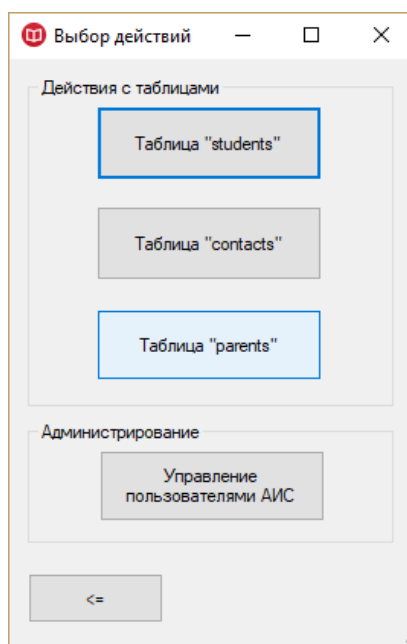 Выбор действий
Действия с таблицами
Таблица "students"
Таблица "contacts"
Таблица "parents"
Администрирование
Управление
пользователями АИС
<=